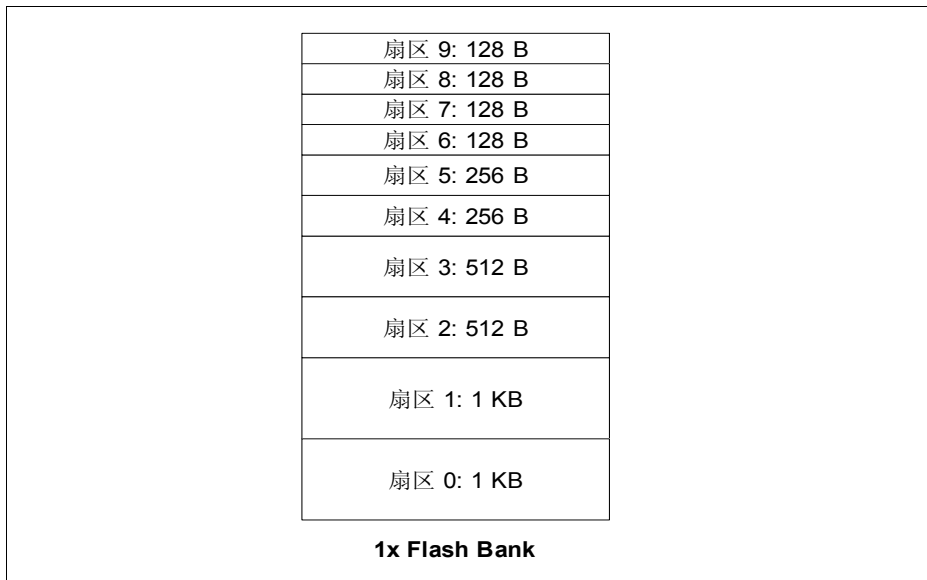 扇区 9: 128 B
扇区 8: 128 B
扇区 7: 128 B
扇区 6: 128 B
扇区 5: 256 B
扇区 4: 256 B
扇区 3: 512 B
扇区 2: 512 B
扇区 1: 1 KB
扇区 0: 1 KB
1x Flash Bank